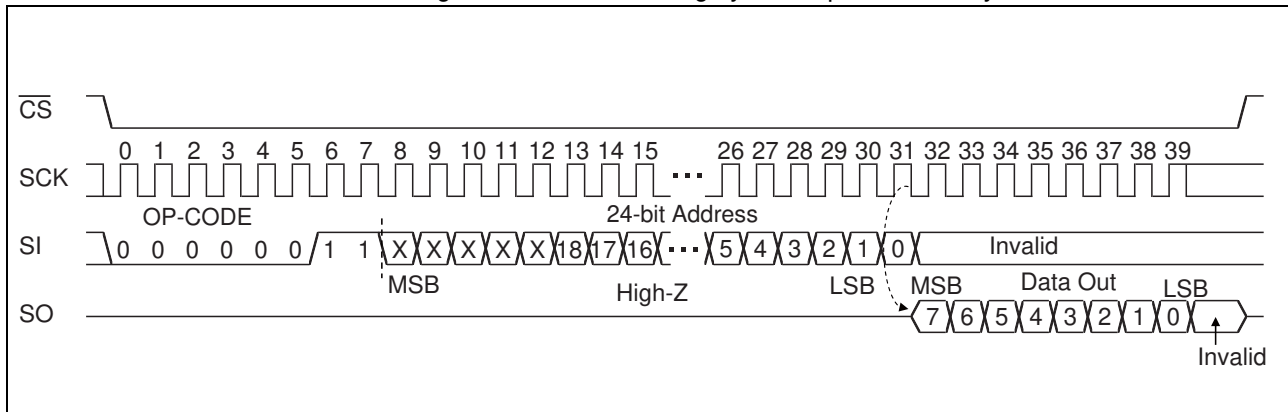 CS
0 1 2 3 4 5 6 7 8 9 10 11 12 13 14 15 26 27 28 29 30 31 32 33 34 35 36 37 38 39
SCK
OP-CODE 24-bit Address
SI 0 0 0 0 0 0 1 1 X X X X X 18 17 16 5 4 3 2 1 0 Invalid
MSB High-Z LSB MSB Data Out LSB
SO 7 6 5 4 3 2 1 0
Invalid